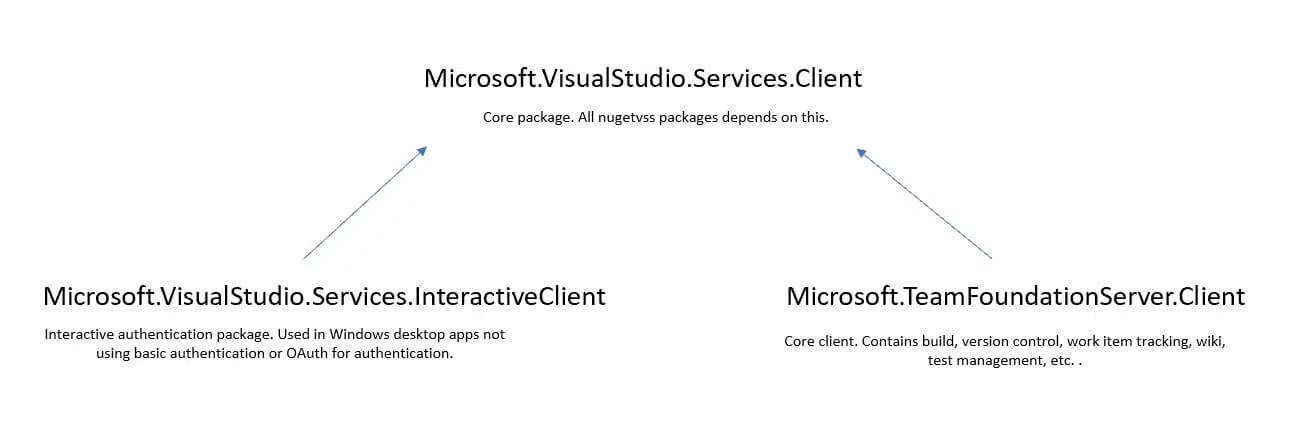 Microsoft.VisualStudio.Services.Client
Core package. All nugetvss packages depends on this.
Microsoft.VisualStudio.Services.InteractiveClient
Interactive authentication package. Used in Windows desktop apps not
using basic authentication or OAuth for authentication.
Microsoft.TeamFoundationServer.Client
Core client. Contains build, version control, work item tracking, wiki,
test management, etc. .